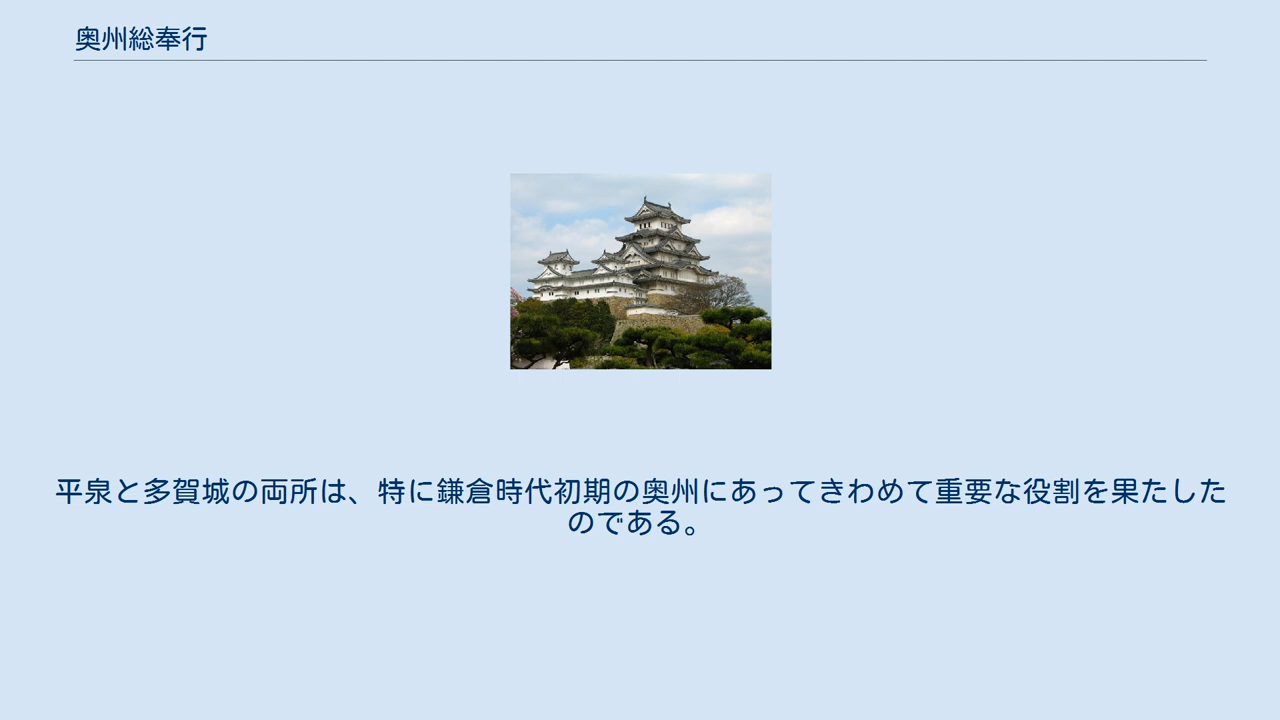 奥州総奉行
平泉と多賀城の両所は、特に鎌倉時代初期の奥州にあってきわめて重要な役割を果たした
のである。